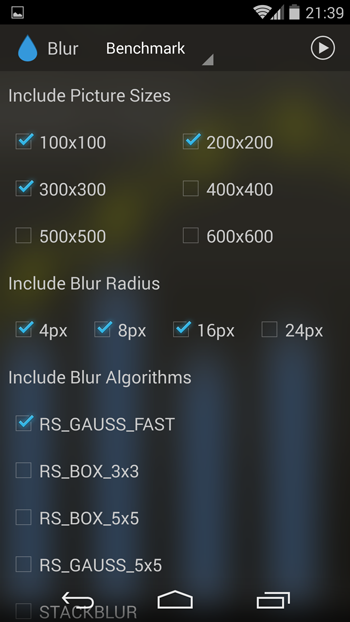 21:39
Blur Benchmark
Include Picture Sizes
100x100 200x200
300x300 400x400
500x500 600x600
Include Blur Radius
4px 8px 16px 24px
Include Blur Algorithms
RS_GAUSS_FAST
RS_BOX_3x3
RS_BOX_5x5
RS_GAUSS_5x5
STACKBLUR